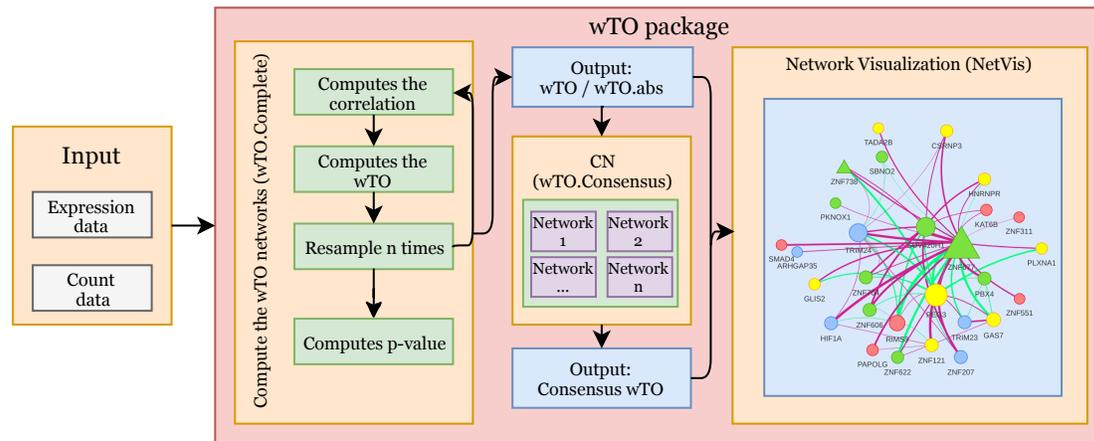 wTO package
Input
Expression
data
Count
data
Compute the wTO networks (wTO.Complete)
Computes the
correlation
Computes the
wTO
Resample n times
Computes p-value
Output:
wTO / wTO.abs
CN
(wTO.Consensus)
Network
1
Network
2
Network
...
Network
n
Output:
Consensus wTO
Network Visualization (NetVis)
TADA2B
CSRNP3
SBNO2
ZNF738
HNRNPR
PKNOX1
KAT6B
ZNF311
TRIM24
SMAD4
ARHGAP35
PLXNA1
GLIS2
PBX4
ZNF551
HIF1A
ZNF606
RIMS3
TRIM23
GAS7
PAPOLG
ZNF622
ZNF121
ZNF207